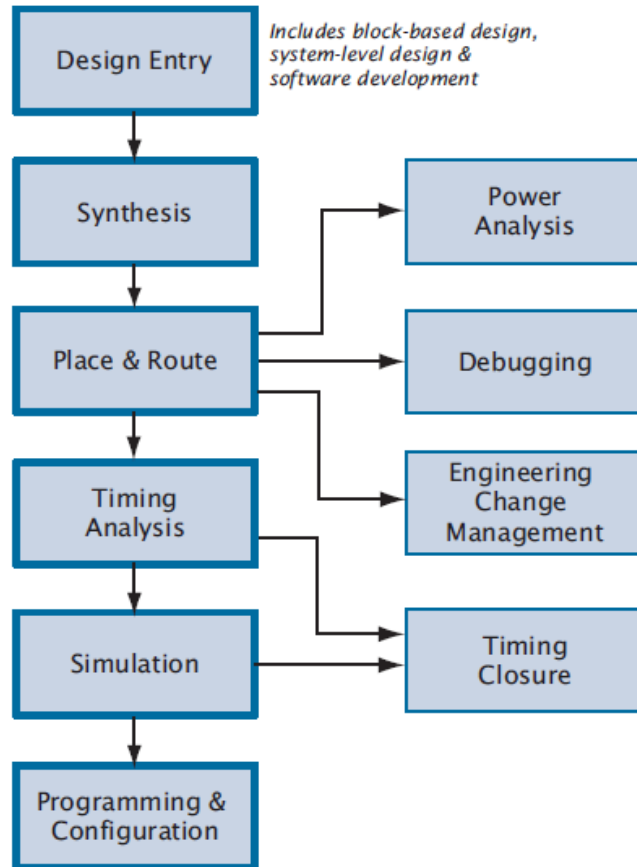 Design Entry
Includes block-based design,
system-level design &
software development
Synthesis
Power
Analysis
Place & Route
Debugging
Timing
Analysis
Engineering
Change
Management
Simulation
Timing
Closure
Programming &
Configuration